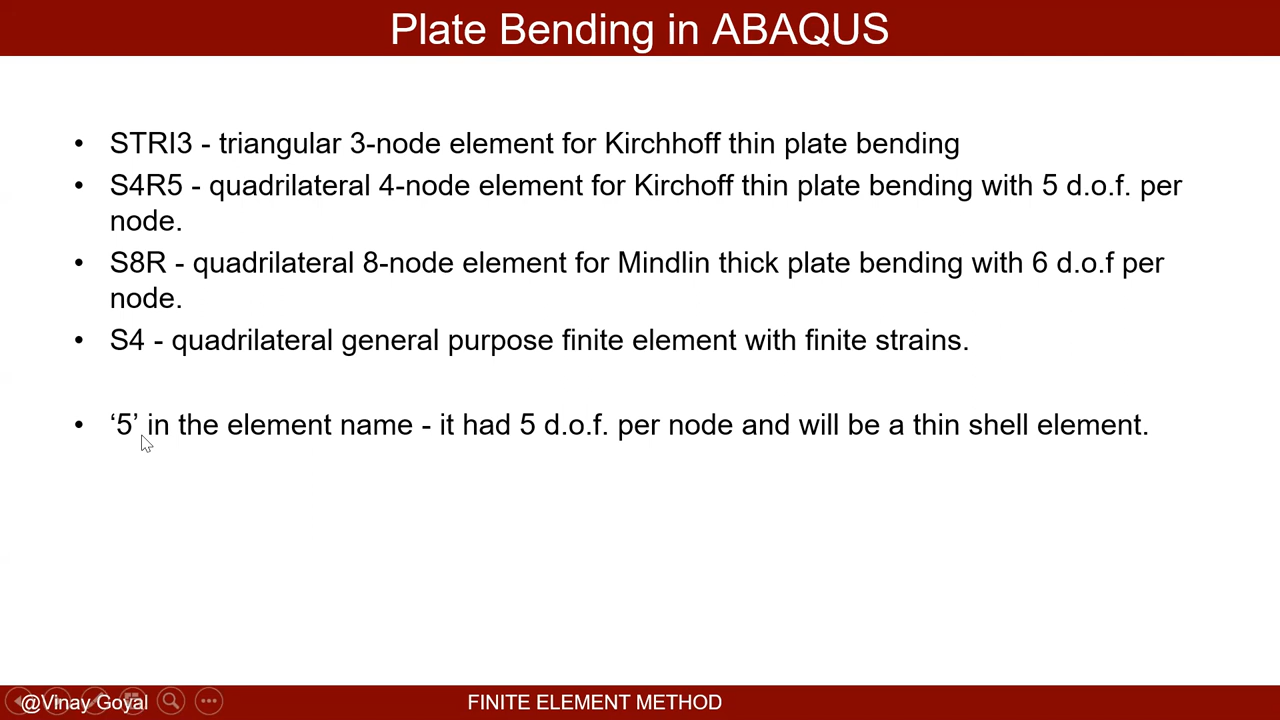 Plate Bending in ABAQUS
• STRI3 - triangular 3-node element for Kirchhoff thin plate bending
• S4R5 - quadrilateral 4-node element for Kirchoff thin plate bending with 5 d.o.f. per
node.
• S8R - quadrilateral 8-node element for Mindlin thick plate bending with 6 d.o.f per
node.
• S4 - quadrilateral general purpose finite element with finite strains.
• ‘5’ in the element name - it had 5 d.o.f. per node and will be a thin shell element.
@Vinay Goyal
FINITE ELEMENT METHOD